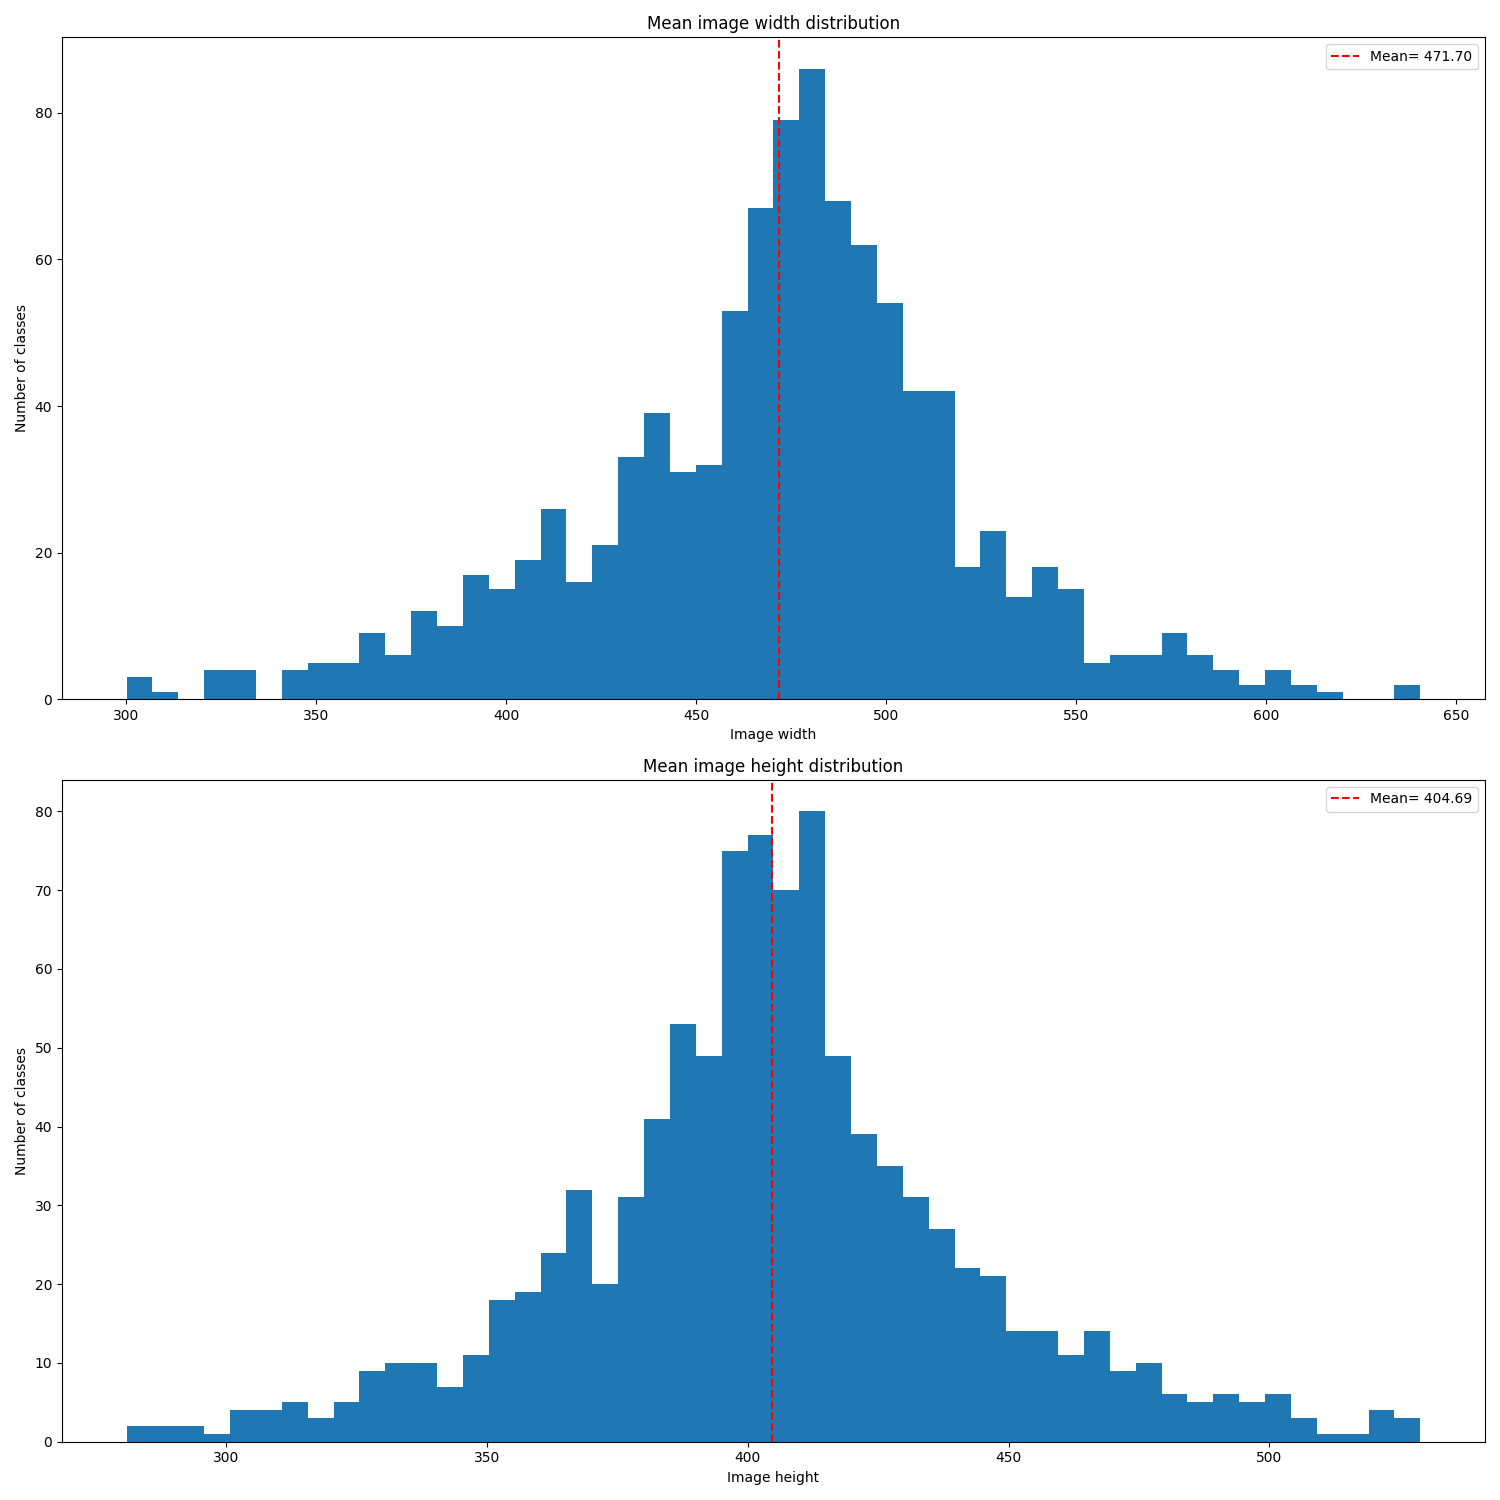 Mean image width distribution
Mean= 471.70
80
60
40
20
0
Number of classes
300 350 400 450 500 550 600 650
Image width
Mean image height distribution
Mean= 404.69
80
70
60
50
40
30
20
10
0
Number of classes
300 350 400 450 500
Image height